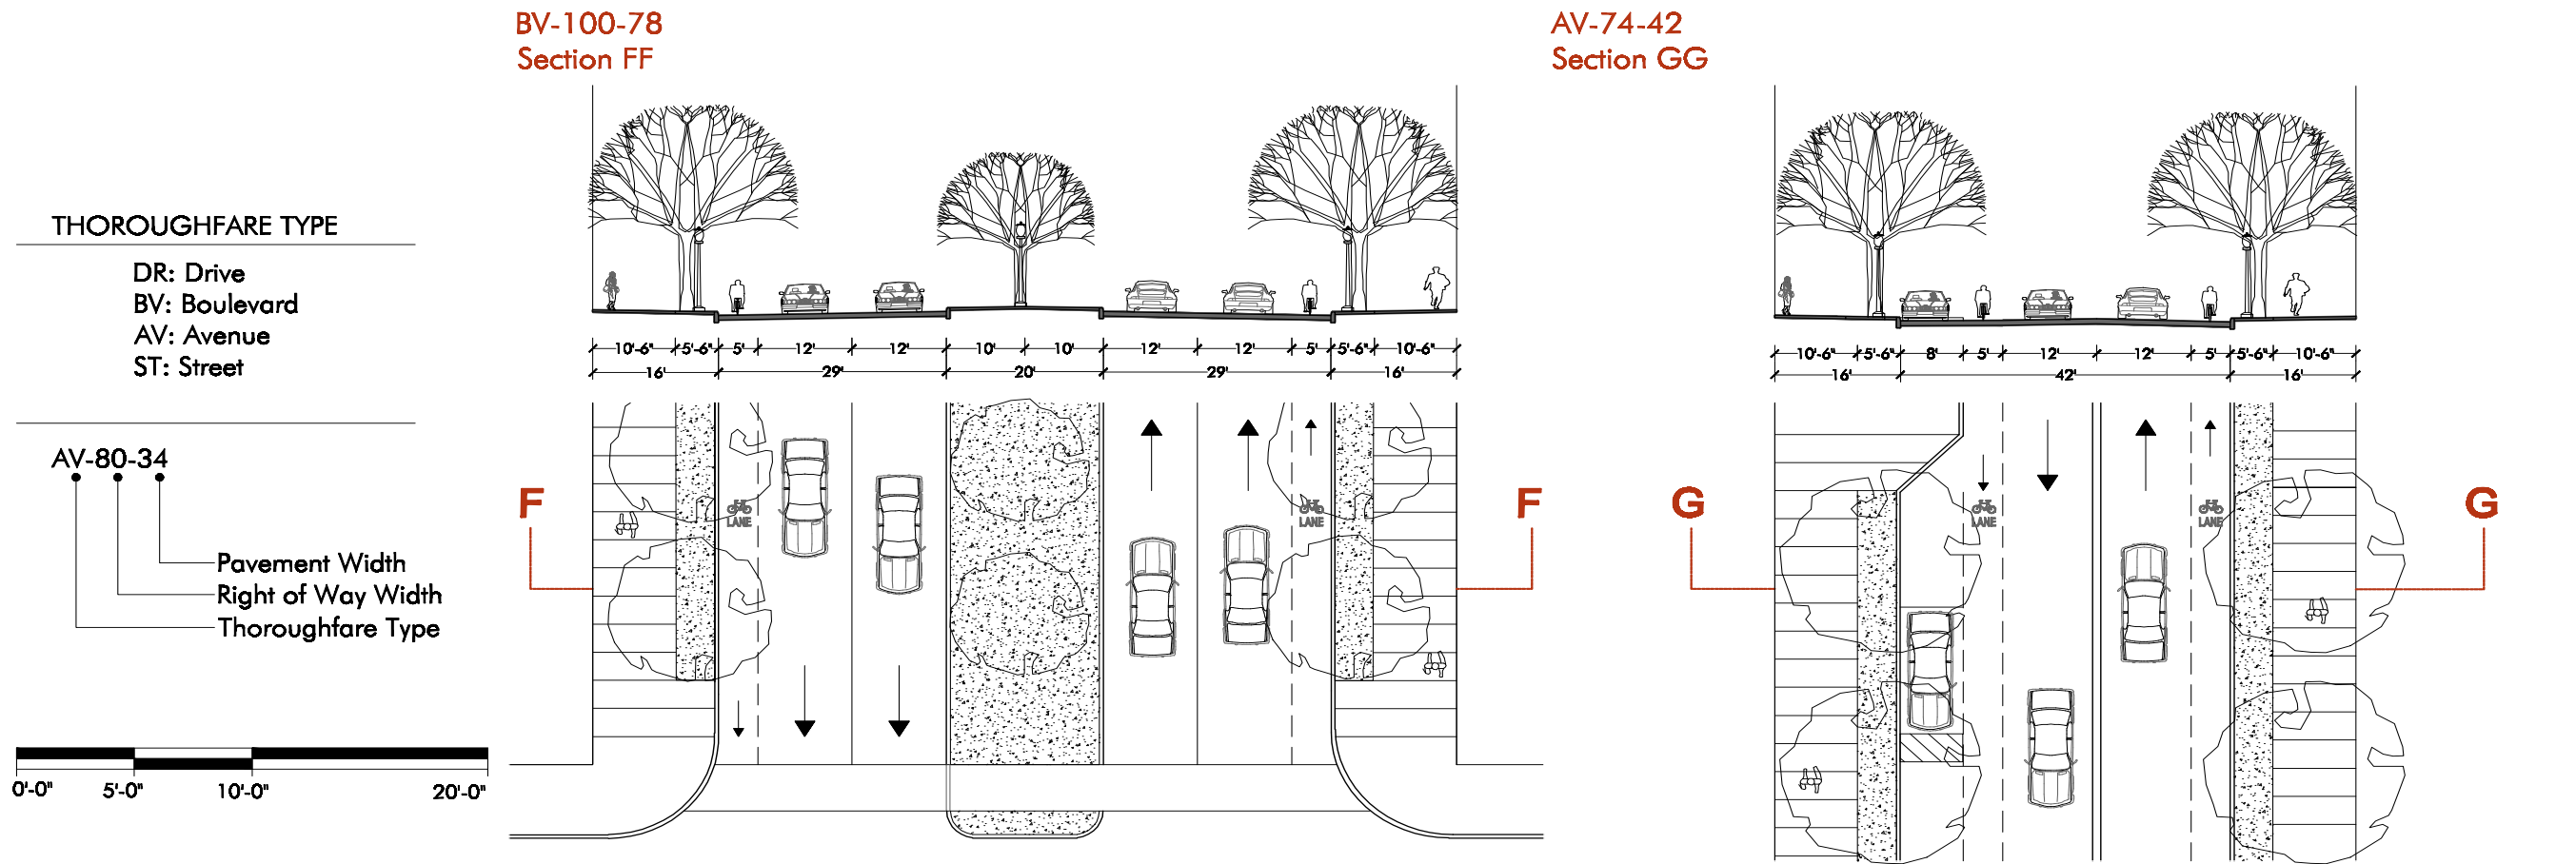 BV-100-78
Section FF
AV-74-42
Section GG
THOROUGHFARE TYPE
DR: Drive
BV: Boulevard
AV: Avenue
ST: Street
AV-80-34
Pavement Width
Right of Way Width
Thoroughfare Type
0'-0" 5'-0" 10'-0" 20'-0"
10'-6" 5'-6" 5' 12' 12' 10' 10' 12' 12' 5' 5'-6" 10'-6"
16' 29' 20' 29' 16'
F F
LANE LANE
10'-6" 5'-6" 8' 5' 12' 12' 5' 5'-6" 10'-6"
16' 42' 16'
G G
LANE LANE